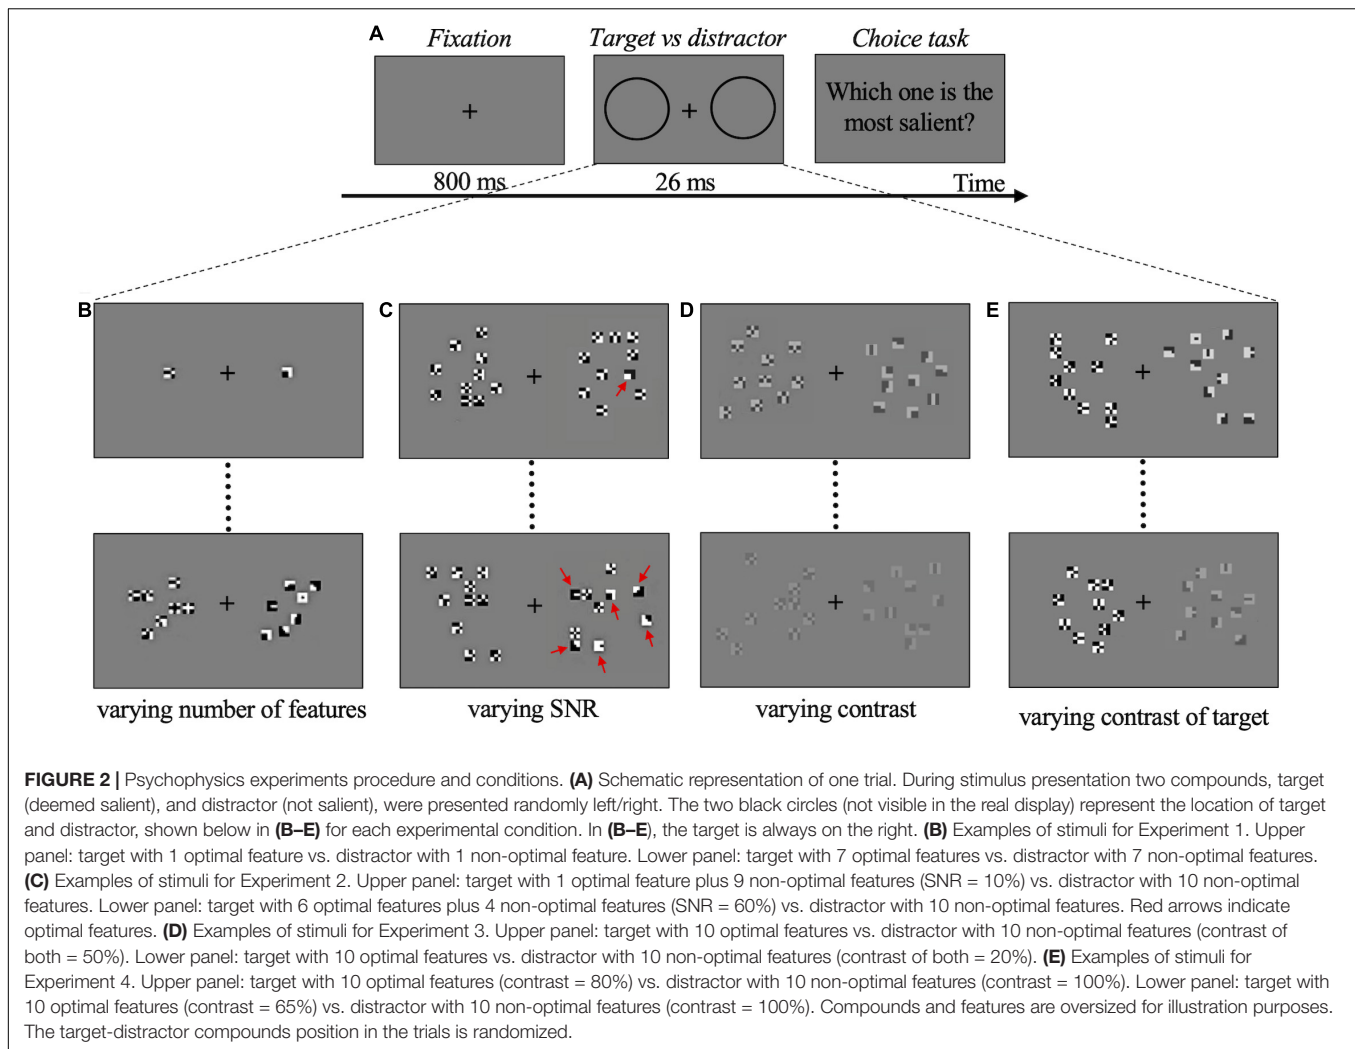 A
Fixation
Target vs distractor
Choice task
Which one is the
most salient?
800 ms
26 ms
Time
B
C
D
E
varying number of features
varying SNR
varying contrast
varying contrast of target
FIGURE 2 | Psychophysics experiments procedure and conditions. (A) Schematic representation of one trial. During stimulus presentation two compounds, target
(deemed salient), and distractor (not salient), were presented randomly left/right. The two black circles (not visible in the real display) represent the location of target
and distractor, shown below in (B–E) for each experimental condition. In (B–E), the target is always on the right. (B) Examples of stimuli for Experiment 1. Upper
panel: target with 1 optimal feature vs. distractor with 1 non-optimal feature. Lower panel: target with 7 optimal features vs. distractor with 7 non-optimal features.
(C) Examples of stimuli for Experiment 2. Upper panel: target with 1 optimal feature plus 9 non-optimal features (SNR = 10%) vs. distractor with 10 non-optimal
features. Lower panel: target with 6 optimal features plus 4 non-optimal features (SNR = 60%) vs. distractor with 10 non-optimal features. Red arrows indicate
optimal features. (D) Examples of stimuli for Experiment 3. Upper panel: target with 10 optimal features vs. distractor with 10 non-optimal features (contrast of
both = 50%). Lower panel: target with 10 optimal features vs. distractor with 10 non-optimal features (contrast of both = 20%). (E) Examples of stimuli for
Experiment 4. Upper panel: target with 10 optimal features (contrast = 80%) vs. distractor with 10 non-optimal features (contrast = 100%). Lower panel: target with
10 optimal features (contrast = 65%) vs. distractor with 10 non-optimal features (contrast = 100%). Compounds and features are oversized for illustration purposes.
The target-distractor compounds position in the trials is randomized.